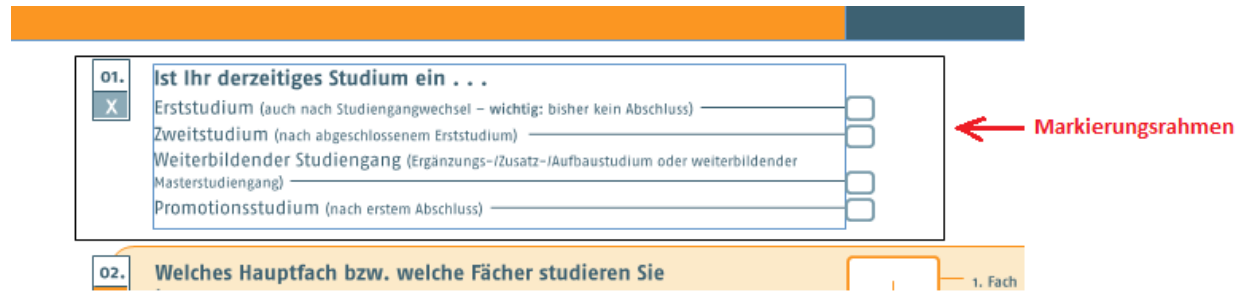 01.
Ist Ihr derzeitiges Studium ein . . .
X
Erststudium (auch nach Studiengangwechsel – wichtig: bisher kein Abschluss)
Zweitstudium (nach abgeschlossenem Erststudium)
Weiterbildender Studiengang (Ergänzungs-/Zusatz-/Aufbaustudium oder weiterbildender
Masterstudiengang)
Promotionsstudium (nach erstem Abschluss)
Markierungsrahmen
02.
Welches Hauptfach bzw. welche Fächer studieren Sie
1. Fach